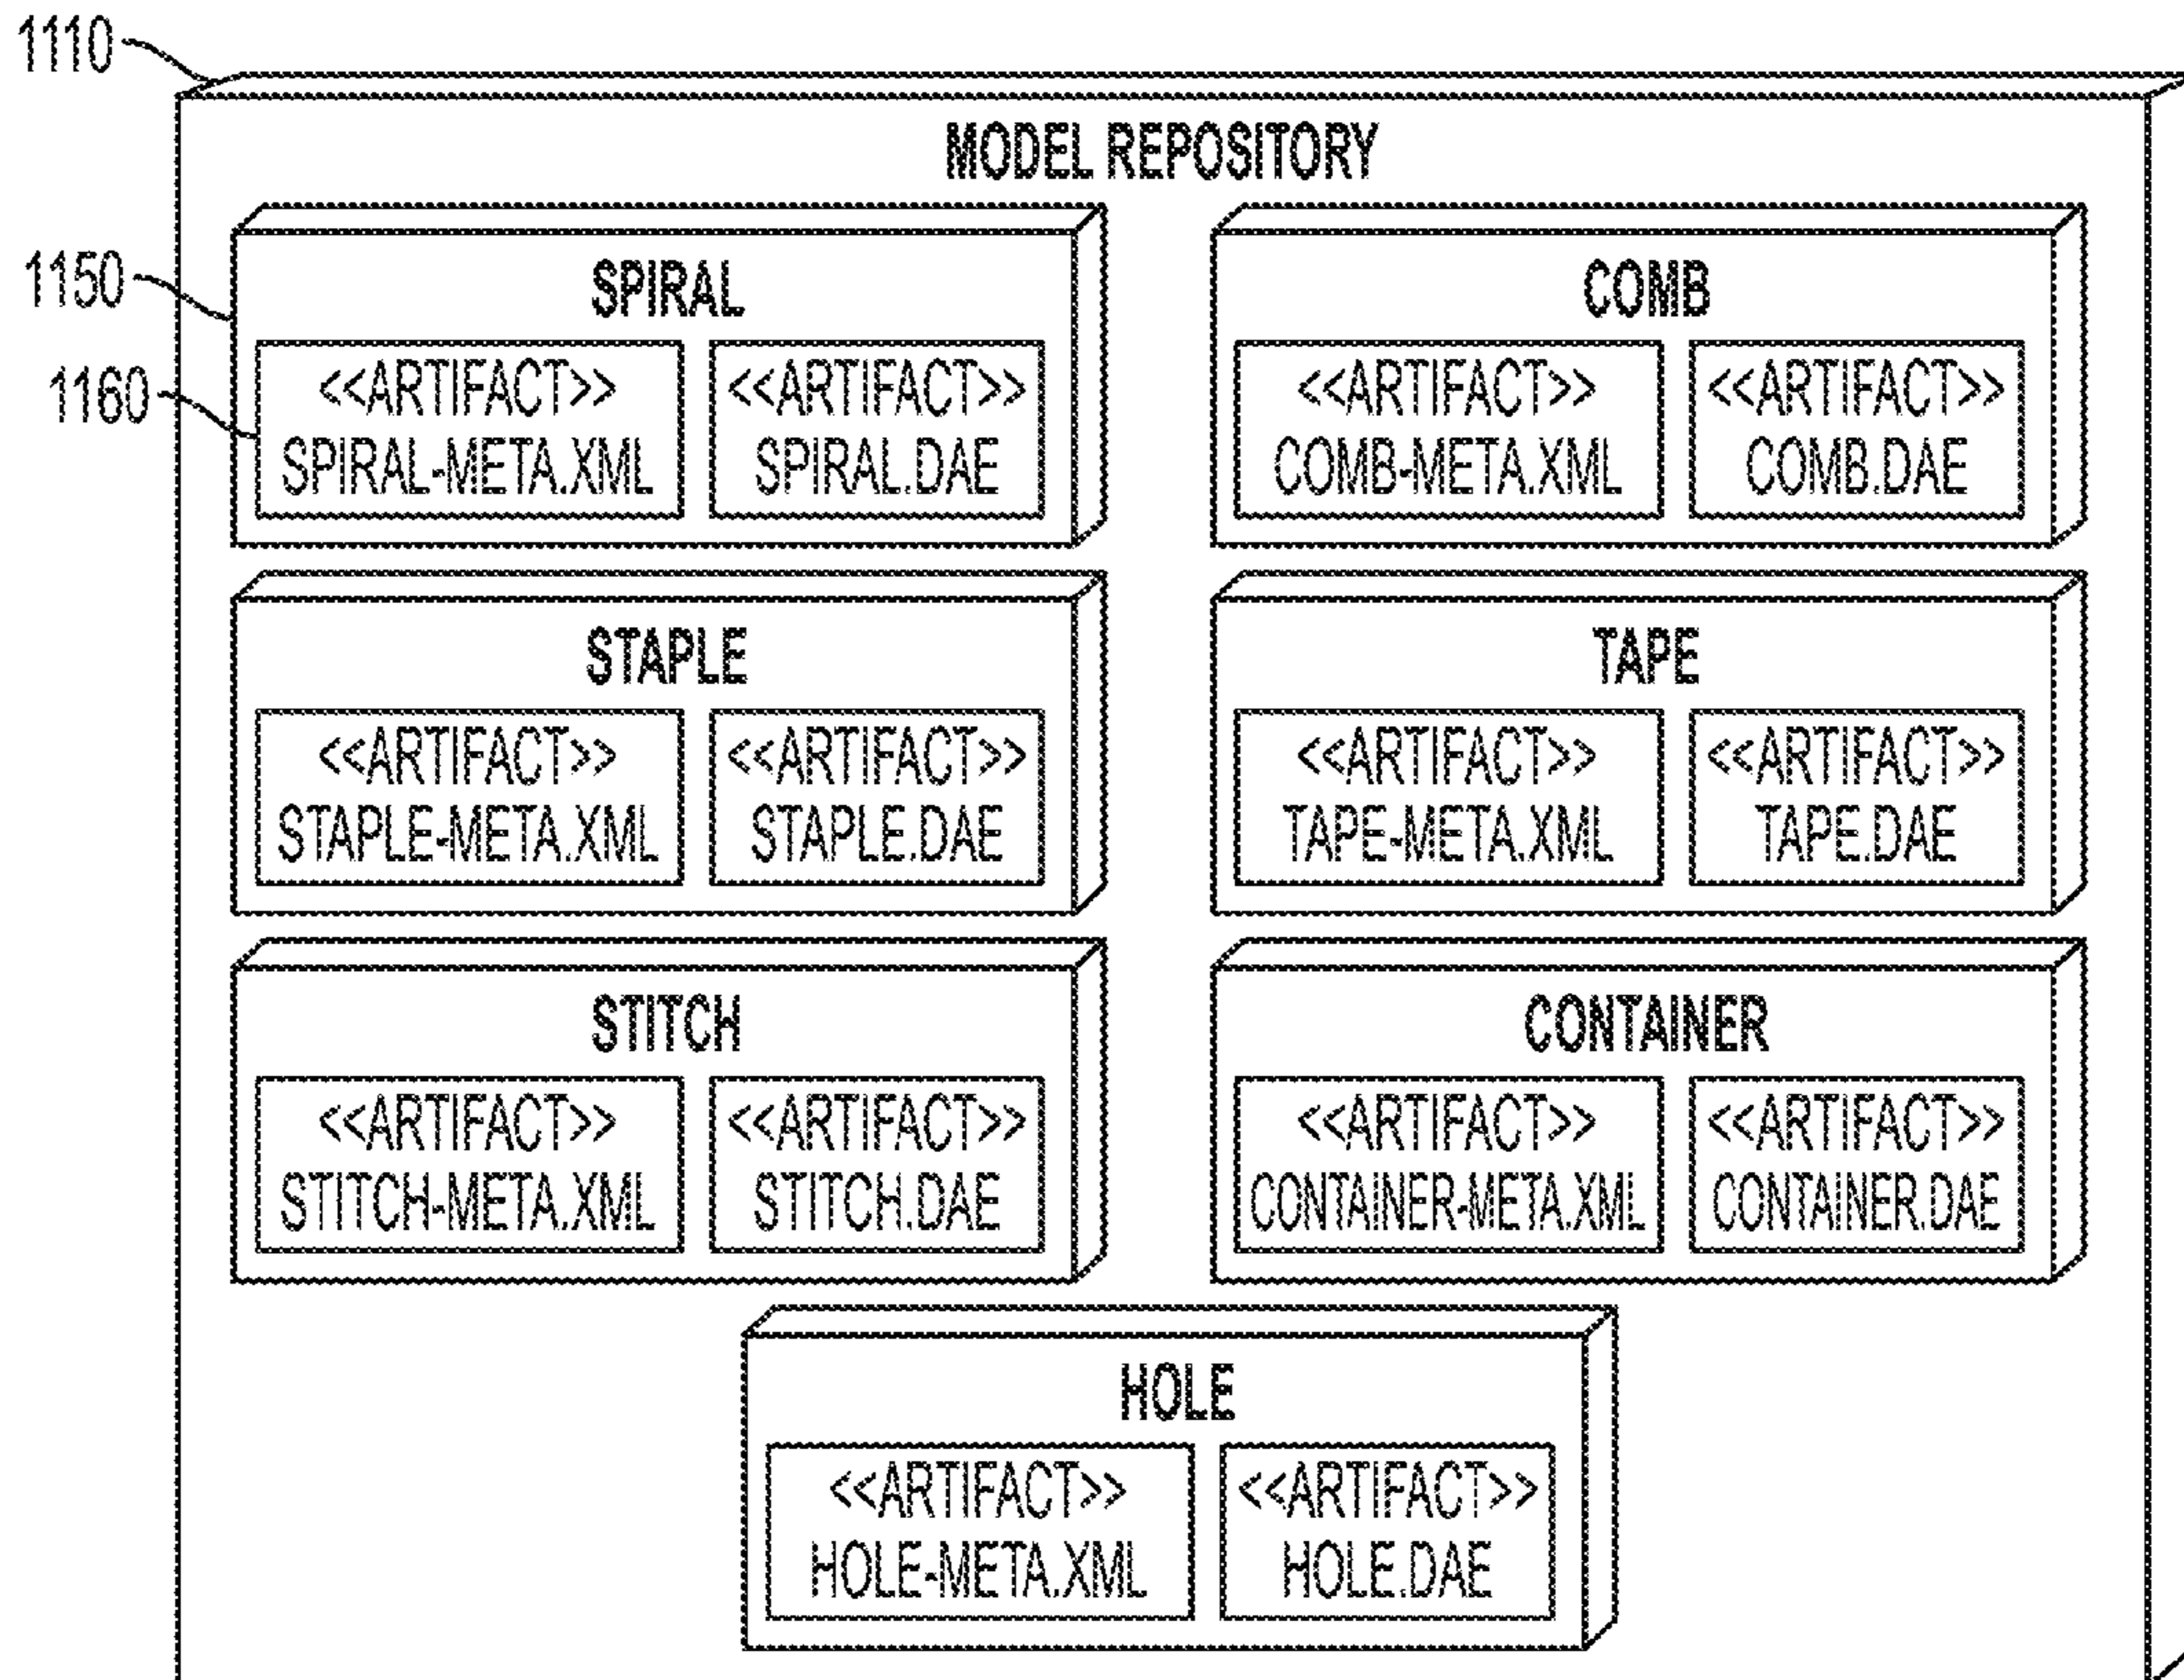 1110
MODEL REPOSITORY
1150
SPIRAL
COMB
1160
<<ARTIFACT>>
SPIRAL-META.XML
<<ARTIFACT>>
SPIRAL.DAE
<<ARTIFACT>>
COMB-META.XML
<<ARTIFACT>>
COMB.DAE
STAPLE
<<ARTIFACT>>
STAPLE-META.XML
<<ARTIFACT>>
STAPLE.DAE
TAPE
<<ARTIFACT>>
TAPE-META.XML
<<ARTIFACT>>
TAPE.DAE
STITCH
<<ARTIFACT>>
STITCH-META.XML
<<ARTIFACT>>
STITCH.DAE
CONTAINER
<<ARTIFACT>>
CONTAINER-META.XML
<<ARTIFACT>>
CONTAINER.DAE
HOLE
<<ARTIFACT>>
HOLE-META.XML
<<ARTIFACT>>
HOLE.DAE